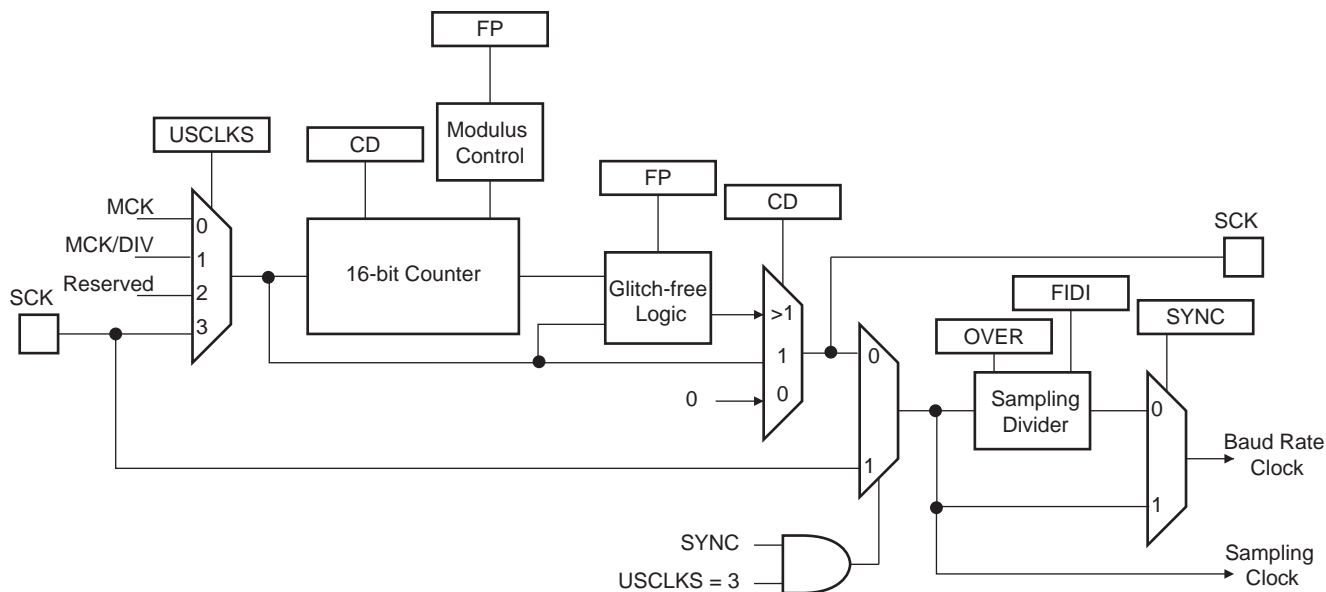 FP
USCLKS
CD
Modulus
Control
FP
CD
MCK
0
MCK/DIV
1
Reserved
2
SCK
3
16-bit Counter
Glitch-free
Logic
>1
1
0
0
SCK
FIDI
OVER
SYNC
0
Sampling
Divider
0
1
1
Baud Rate
Clock
SYNC
USCLKS = 3
Sampling
Clock